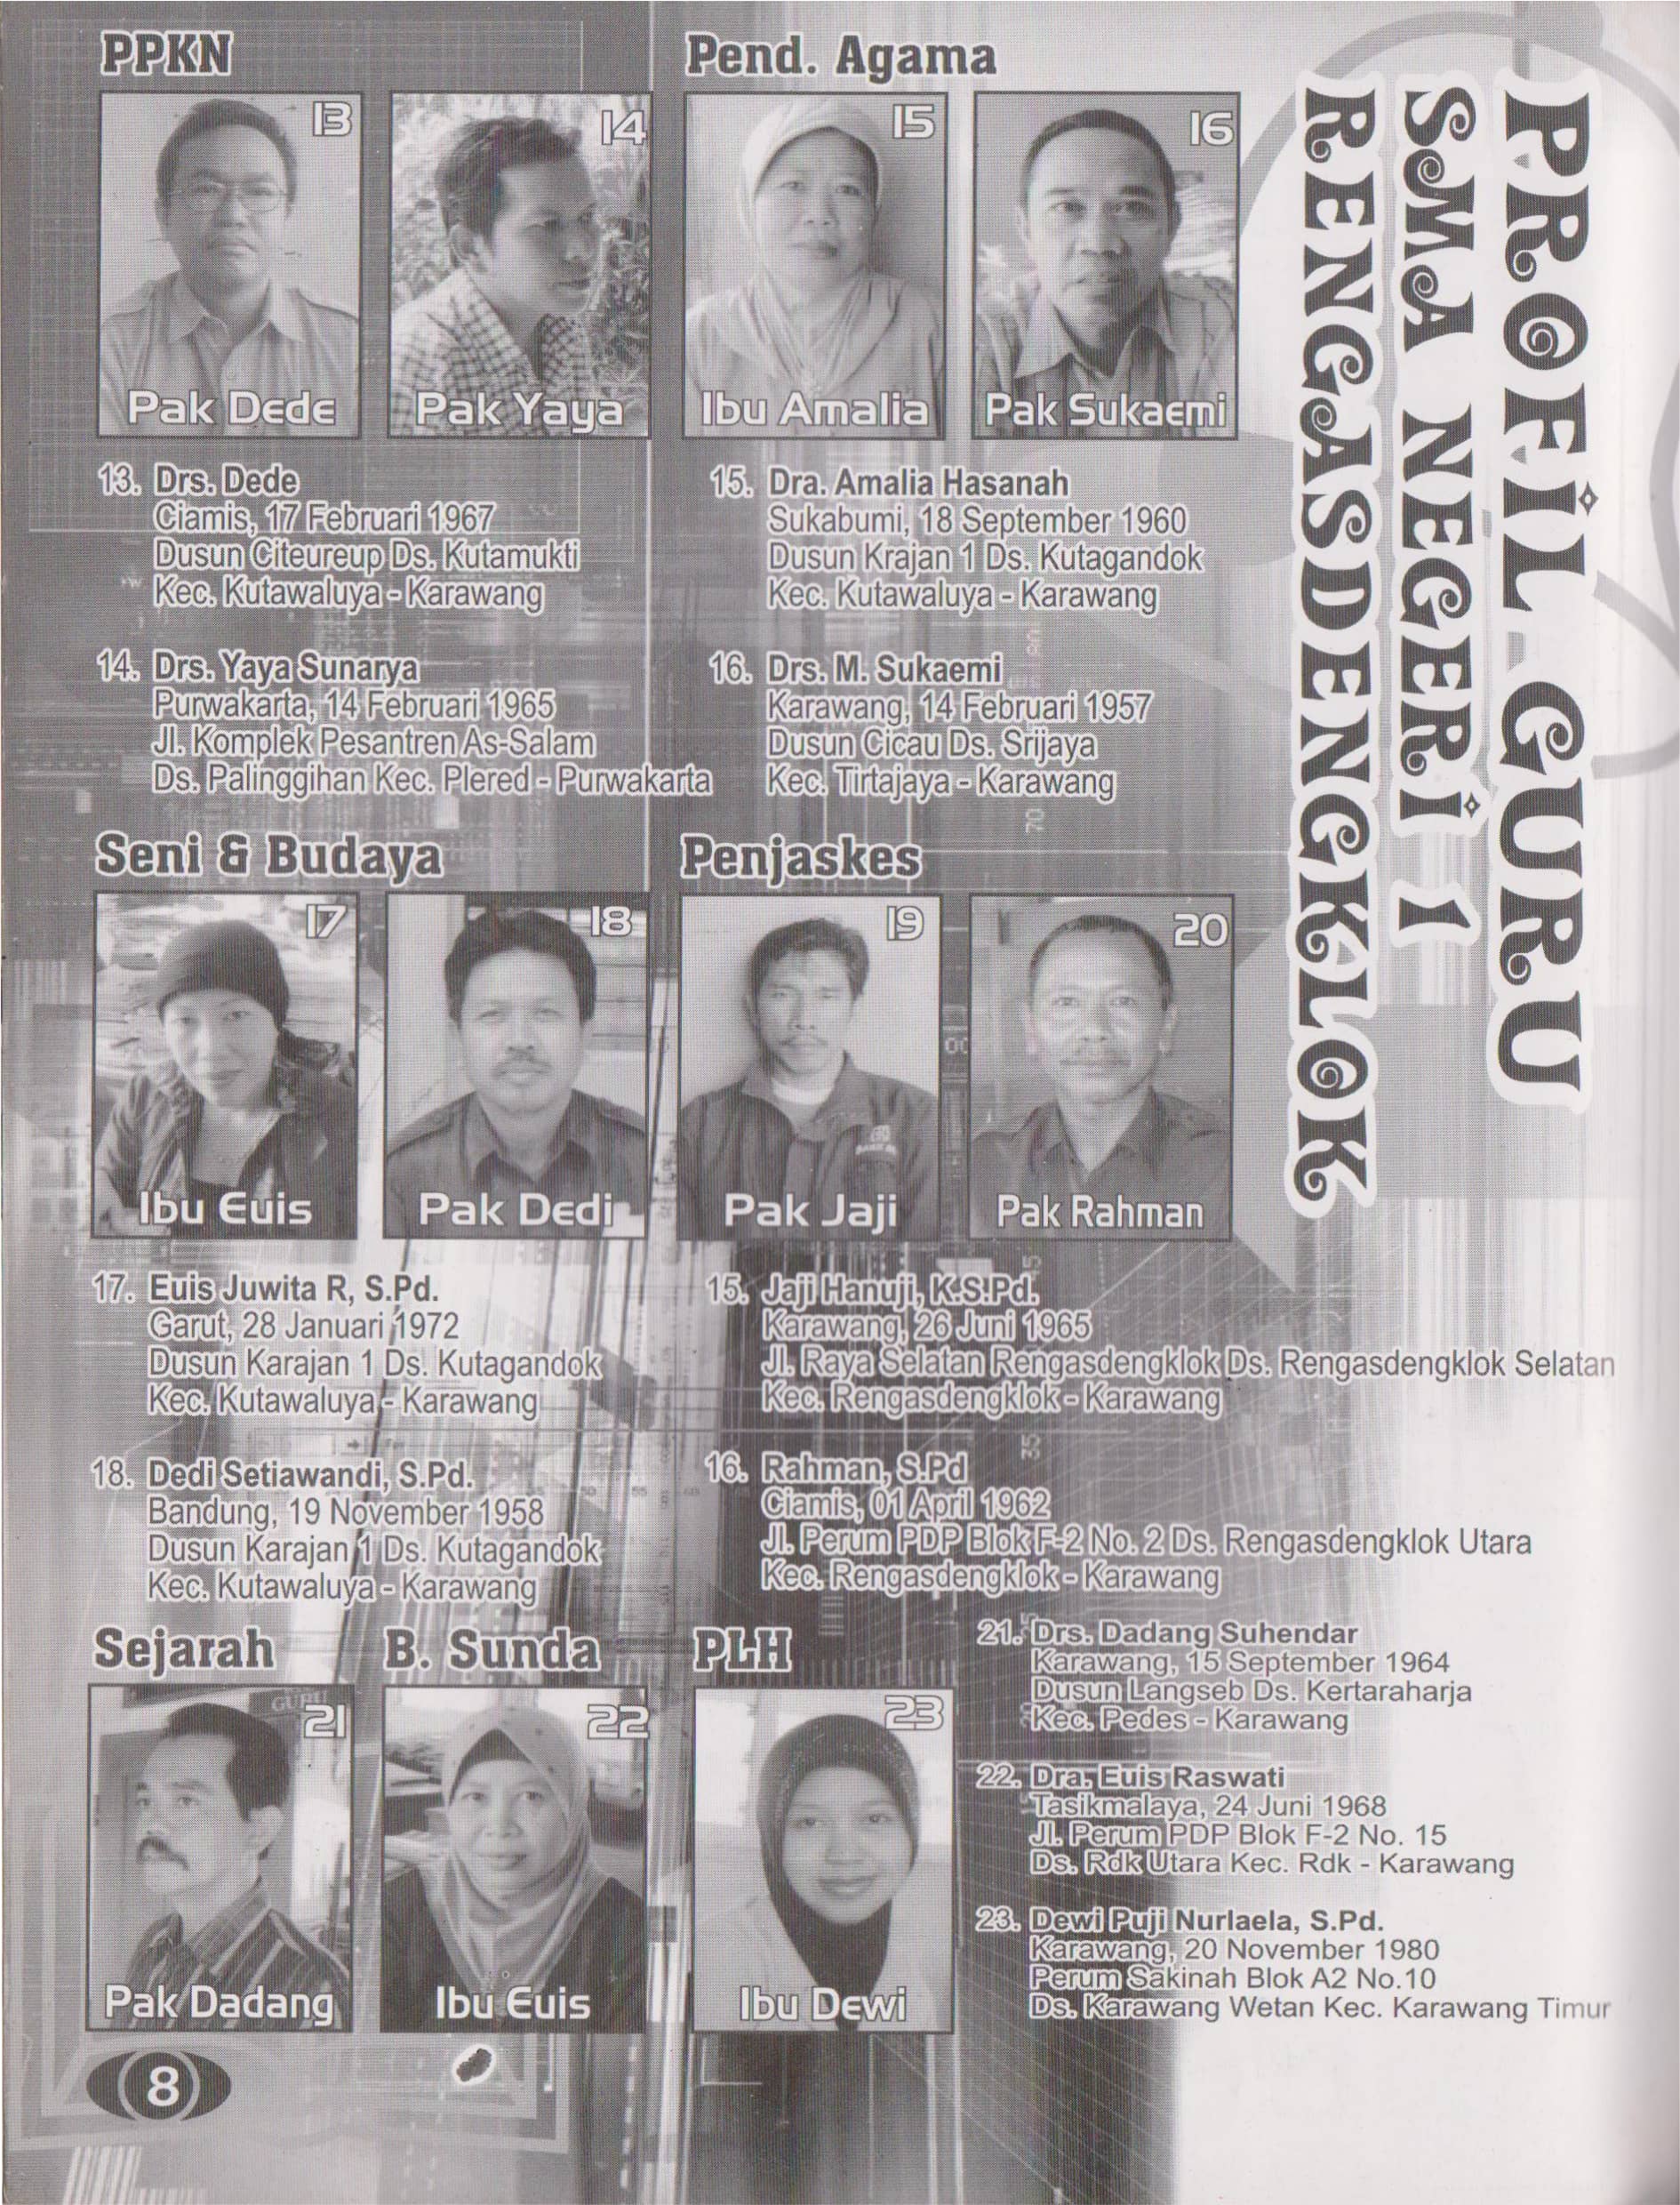 PROFIL GURU
SMA NEGERI 1
RENGASDENGKLOK
PPKN
13
Pak Dede
14
Pak Yaya
13. Drs. Dede
Ciamis, 17 Februari 1967
Dusun Citeureup Ds. Kutamukti
Kec. Kutawaluya - Karawang
14. Drs. Yaya Sunarya
Purwakarta, 14 Februari 1965
Jl. Komplek Pesantren As-Salam
Ds. Palinggihan Kec. Plered - Purwakarta
Pend. Agama
15
Ibu Amalia
16
Pak Sukaemi
15. Dra. Amalia Hasanah
Sukabumi, 18 September 1960
Dusun Krajan 1 Ds. Kutagandok
Kec. Kutawaluya - Karawang
16. Drs. M. Sukaemi
Karawang, 14 Februari 1957
Dusun Cicau Ds. Srijaya
Kec. Tirtajaya - Karawang
Seni & Budaya
17
Ibu Euis
18
Pak Dedi
17. Euis Juwita R, S.Pd.
Garut, 28 Januari 1972
Dusun Karajan 1 Ds. Kutagandok
Kec. Kutawaluya - Karawang
18. Dedi Setiawandi, S.Pd.
Bandung, 19 November 1958
Dusun Karajan 1 Ds. Kutagandok
Kec. Kutawaluya - Karawang
Penjaskes
19
Pak Jaji
20
Pak Rahman
15. Jaji Hanuji, K.S.Pd.
Karawang, 26 Juni 1965
Jl. Raya Selatan Rengasdengklok Ds. Rengasdengklok Selatan
Kec. Rengasdengklok - Karawang
16. Rahman, S.Pd
Ciamis, 01 April 1962
Jl. Perum PDP Blok F-2 No. 2 Ds. Rengasdengklok Utara
Kec. Rengasdengklok - Karawang
Sejarah
GURU
21
Pak Dadang
B. Sunda
22
Ibu Euis
PLH
23
Ibu Dewi
21. Drs. Dadang Suhendar
Karawang, 15 September 1964
Dusun Langseb Ds. Kertaraharja
Kec. Pedes - Karawang
22. Dra. Euis Raswati
Tasikmalaya, 24 Juni 1968
Jl. Perum PDP Blok F-2 No. 15
Ds. Rdk Utara Kec. Rdk - Karawang
23. Dewi Puji Nurlaela, S.Pd.
Karawang, 20 November 1980
Perum Sakinah Blok A2 No.10
Ds. Karawang Wetan Kec. Karawang Timur
8